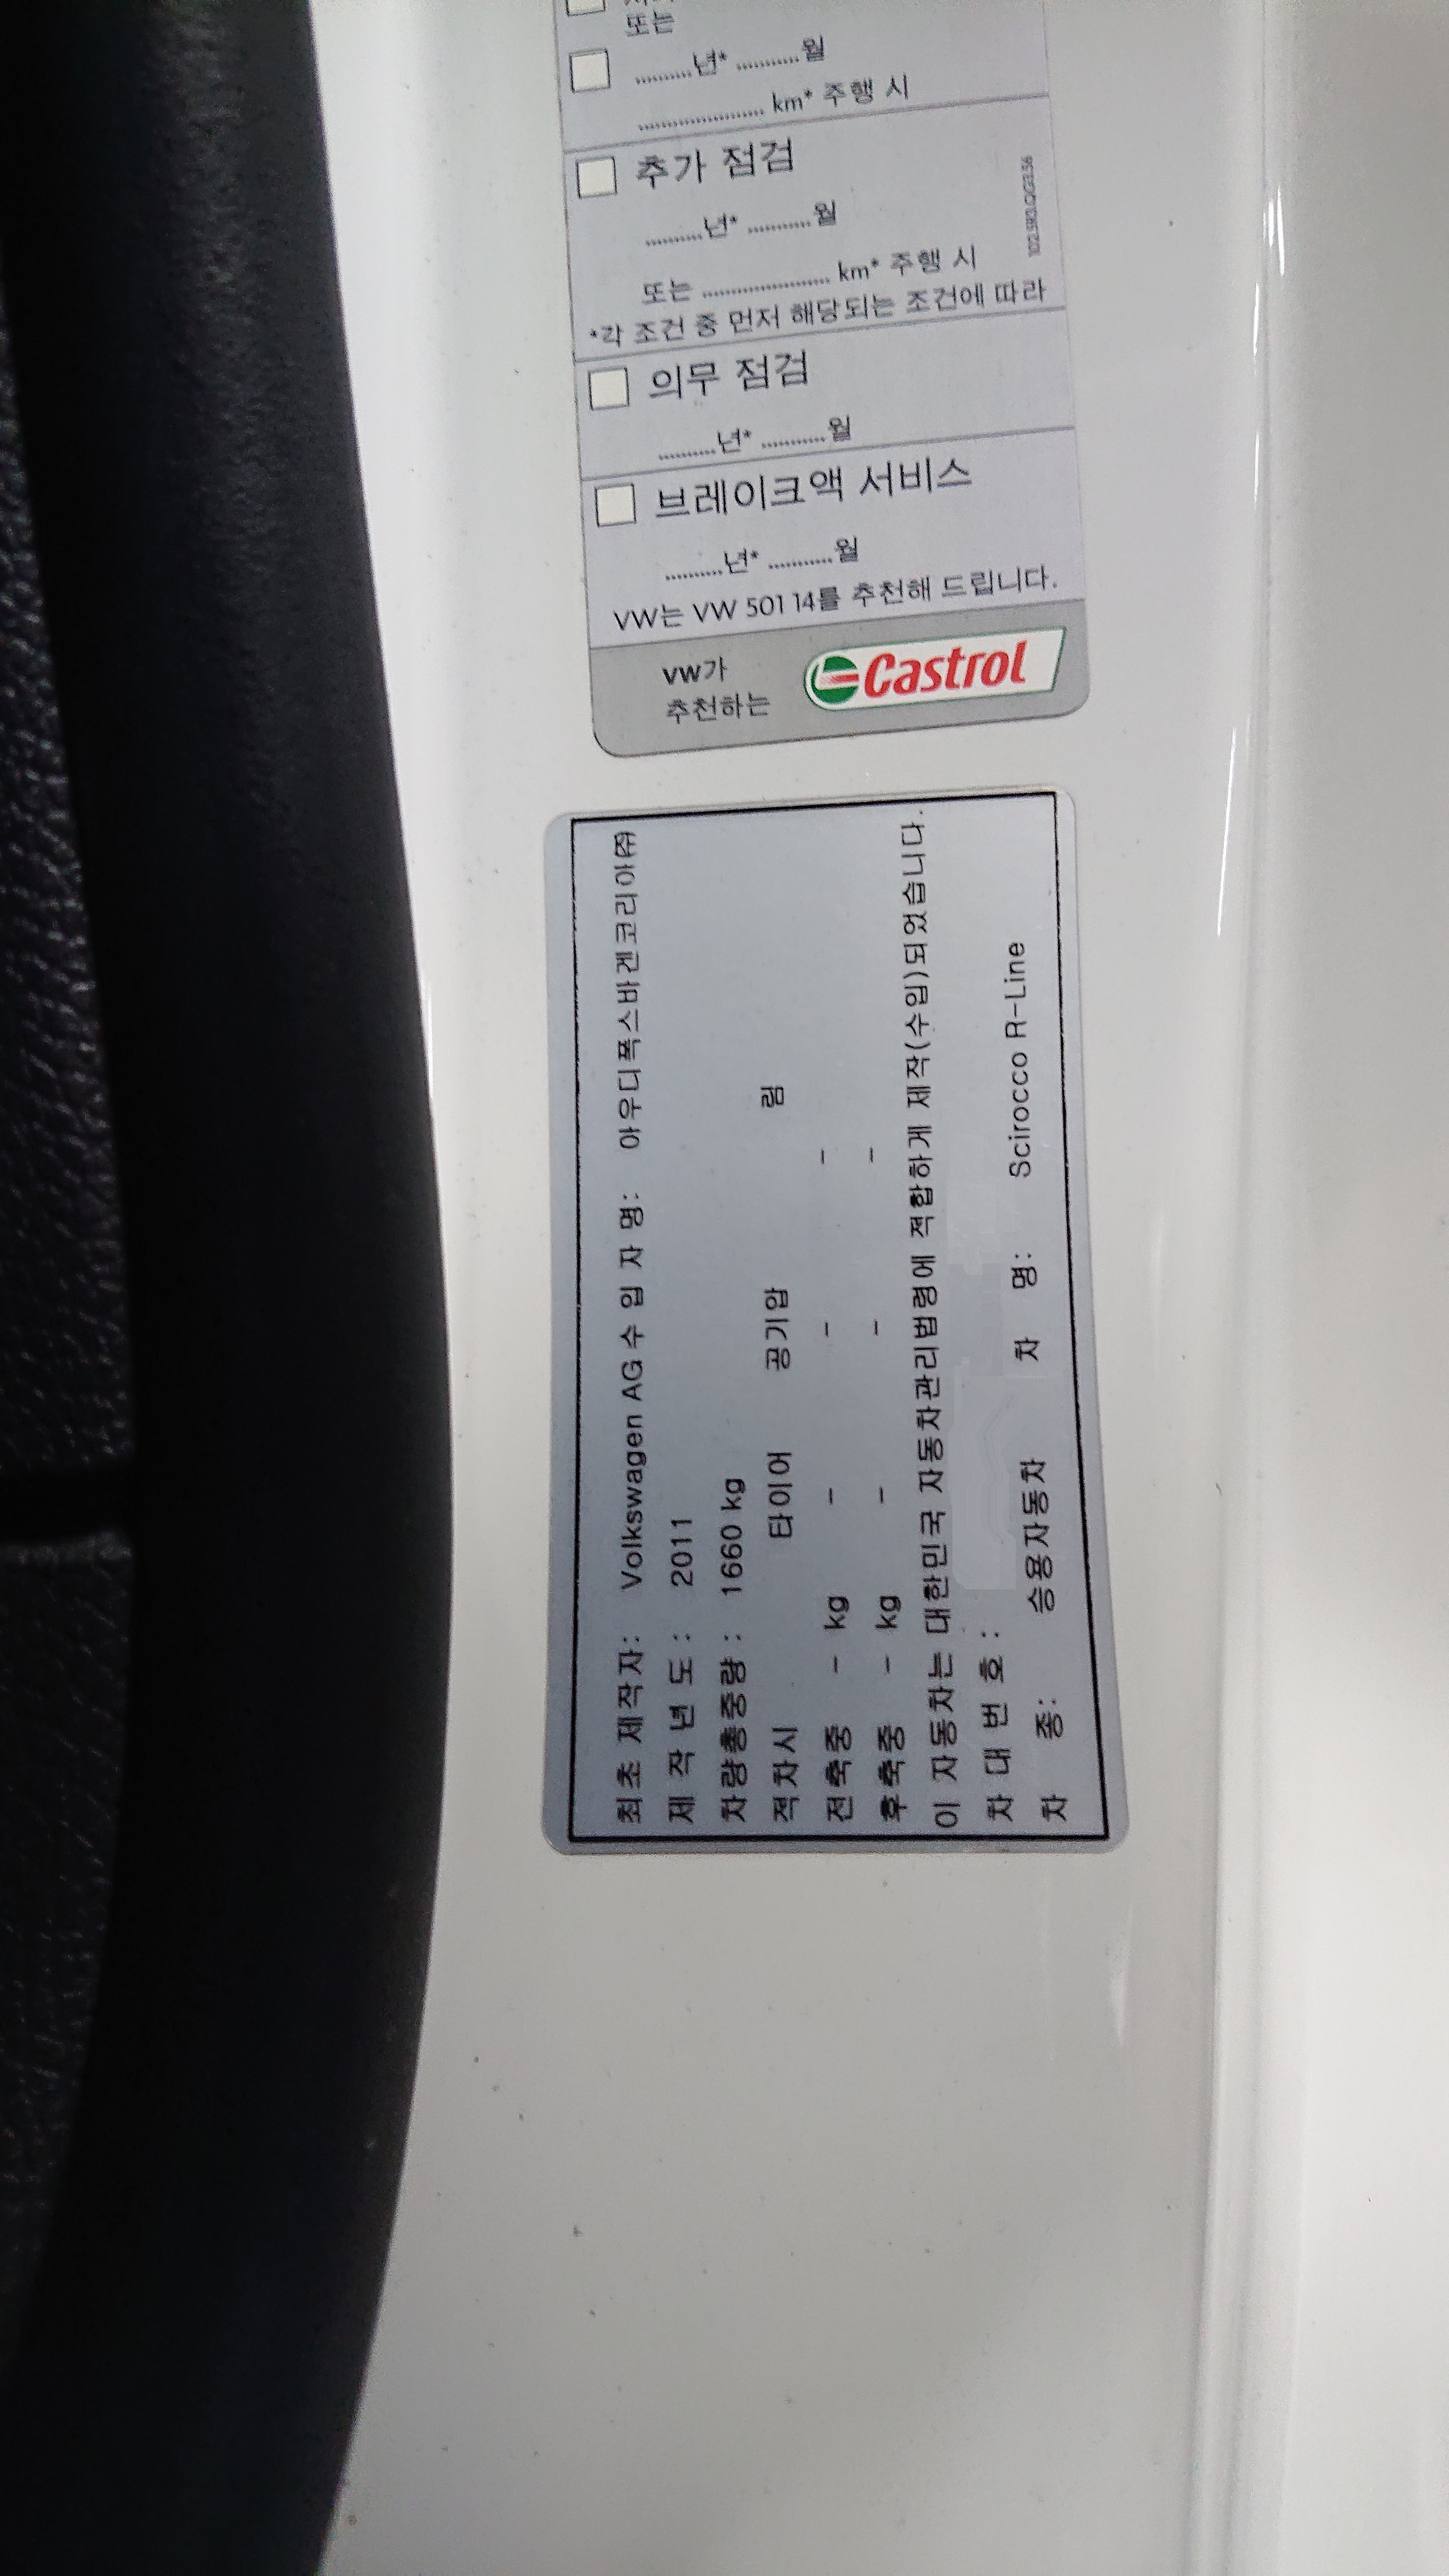 또는
..........년* ...........월
...................... km* 주행 시
추가 점검
..........년* ...........월
또는 ...................... km* 주행 시
*각 조건 중 먼저 해당되는 조건에 따라
의무 점검
..........년* ...........월
브레이크액 서비스
..........년* ...........월
VW는 VW 501 14를 추천해 드립니다.
vw가
추천하는
Castrol
최초 제작자: Volkswagen AG 수 입 자 명: 아우디폭스바겐코리아㈜
제 작 년 도 : 2011
차량총중량 : 1660 kg
적차시 타이어 공기압 림
전축중 - kg - - -
후축중 - kg - - -
이 자동차는 대한민국 자동차관리법령에 적합하게 제작(수입)되었습니다.
차 대 번 호 :
차 종: 승용자동차 차 명: Scirocco R-Line